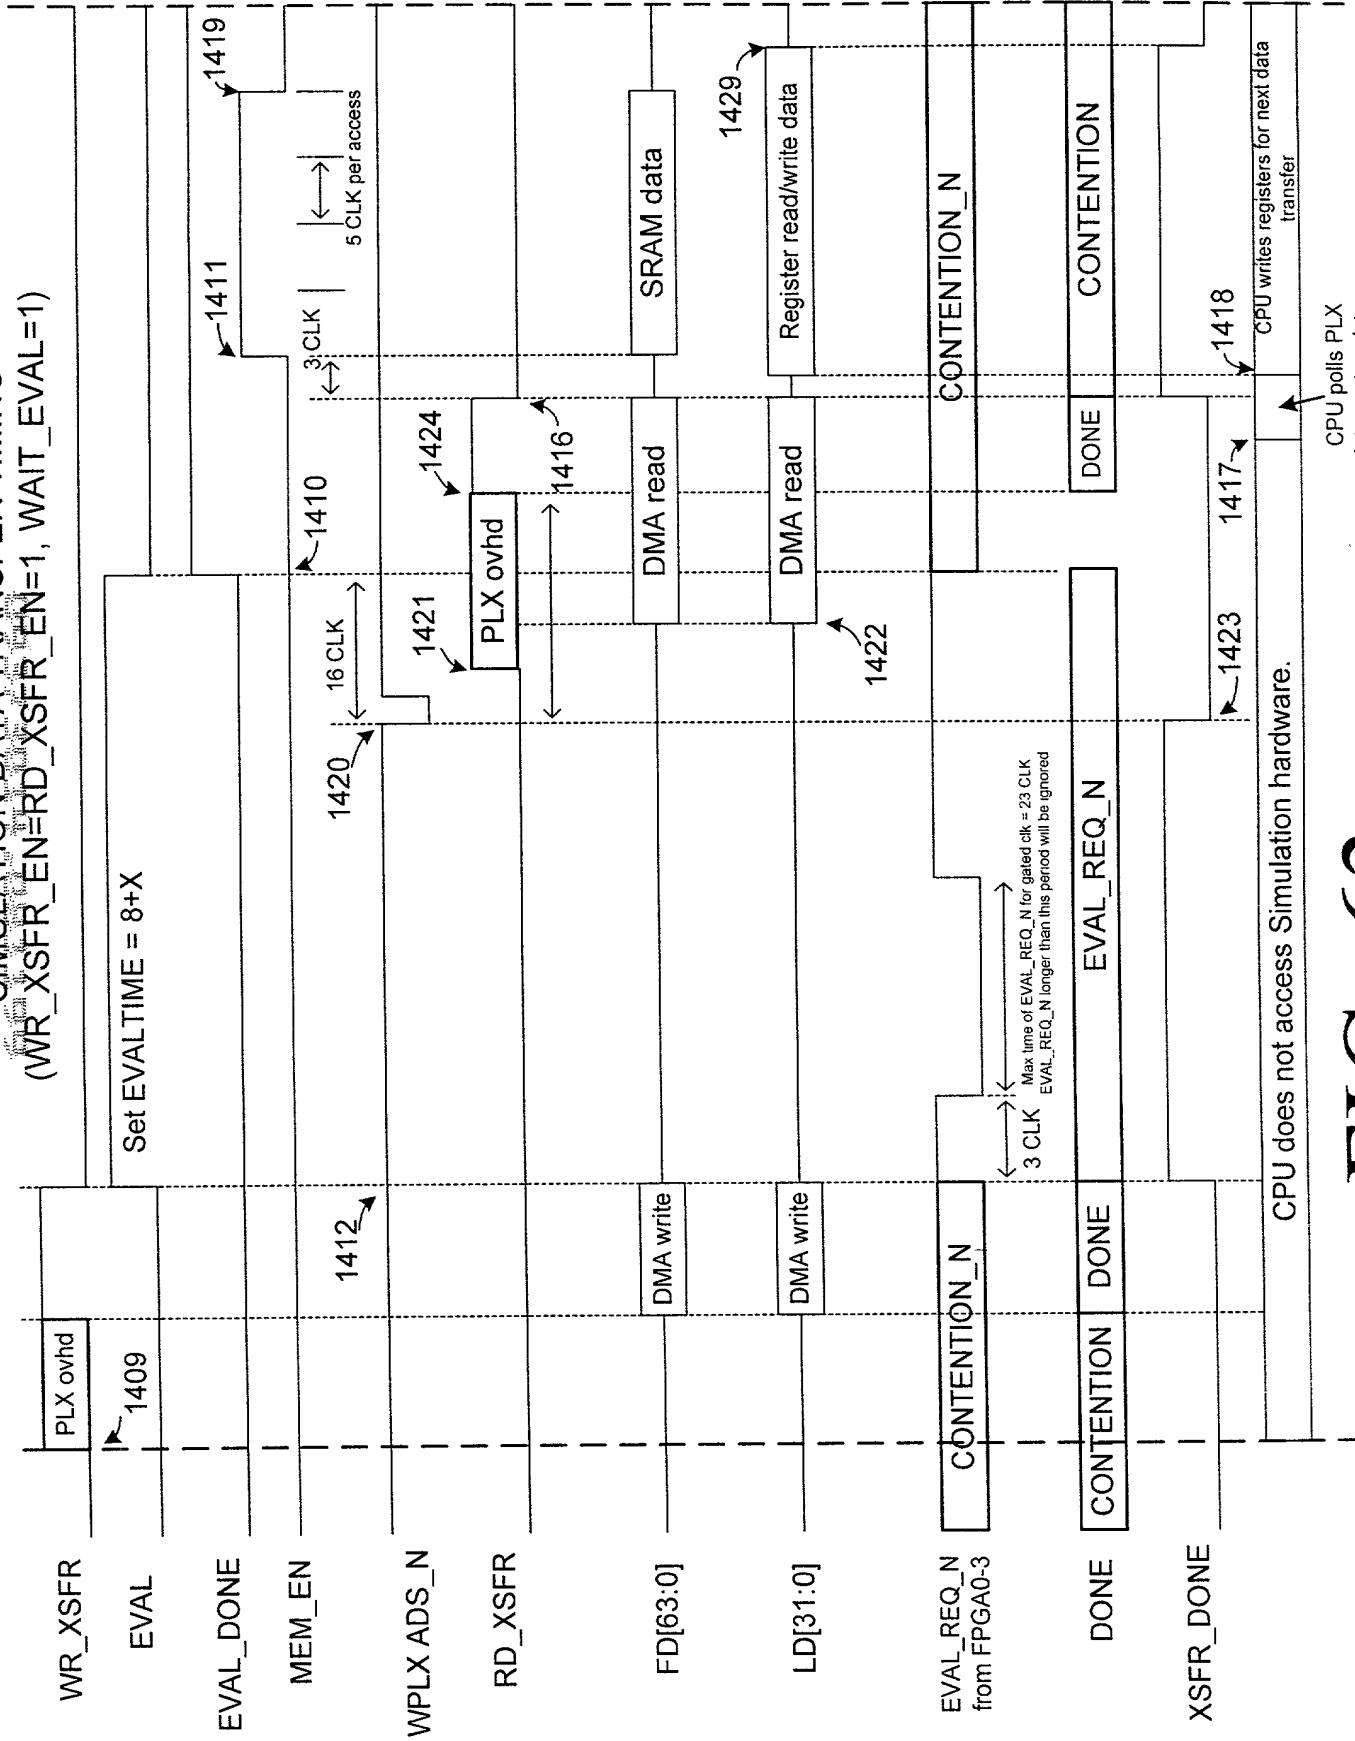 (WR_XSFR_EN=RD_XSFR_EN=1, WAIT_EVAL=1)
WR_XSFR
PLX ovhd
1409
EVAL
Set EVALTIME = 8+X
EVAL_DONE
1411
1419
MEM_EN
1410
3 CLK
5 CLK per access
WPLX ADS_N
1412
1420
16 CLK
RD_XSFR
1421
PLX ovhd
1424
1416
FD[63:0]
DMA write
DMA read
SRAM data
LD[31:0]
DMA write
1422
DMA read
Register read/write data
1429
EVAL_REQ_N
from FPGA0-3
CONTENTION_N
3 CLK
Max time of EVAL_REQ_N for gated clk = 23 CLK
EVAL_REQ_N longer than this period will be ignored
CONTENTION_N
DONE
CONTENTION
DONE
EVAL_REQ_N
DONE
CONTENTION
XSFR_DONE
1423
1417
1418
CPU does not access Simulation hardware.
CPU writes registers for next data
transfer
CPU polls PLX